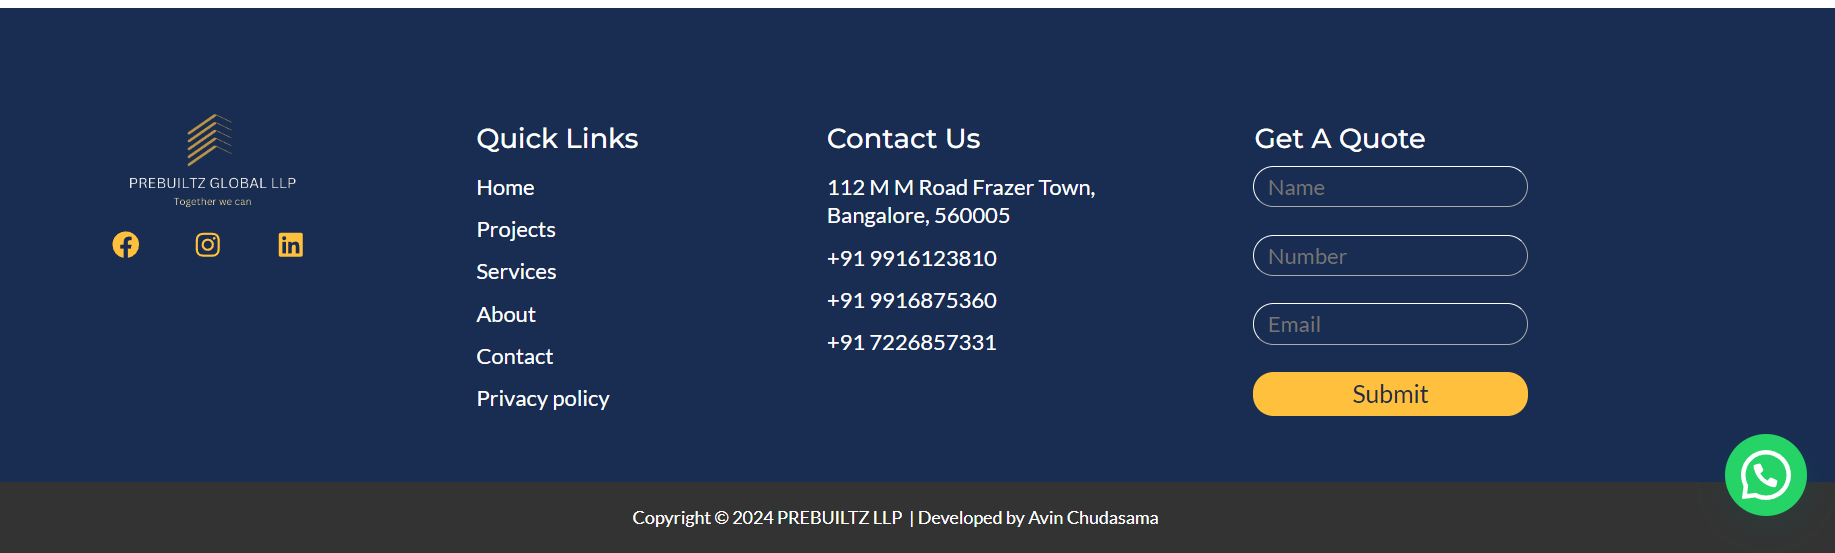 PREBUILTZ GLOBAL LLP
Together we can
Quick Links
Home
Projects
Services
About
Contact
Privacy policy
Contact Us
112 M M Road Frazer Town,
Bangalore, 560005
+91 9916123810
+91 9916875360
+91 7226857331
Get A Quote
Name
Number
Email
Submit
Copyright © 2024 PREBUILTZ LLP | Developed by Avin Chudasama